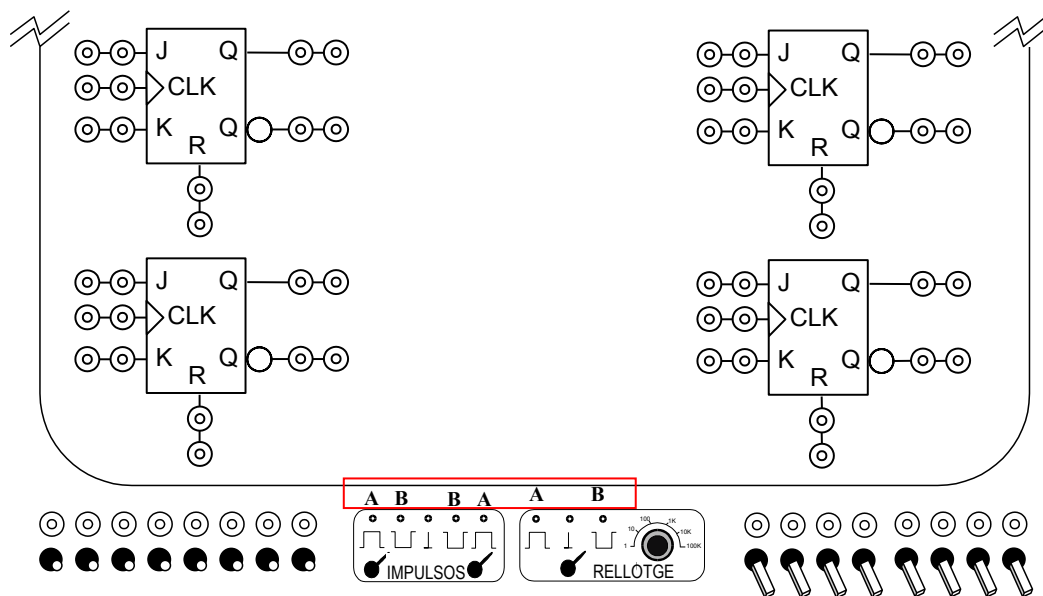 J Q
CLK
K Q
R
J Q
CLK
K Q
R
J Q
CLK
K Q
R
J Q
CLK
K Q
R
A B B A
IMPULSOS
A B
1 10 100 1K 10K 100K
RELLOTGE